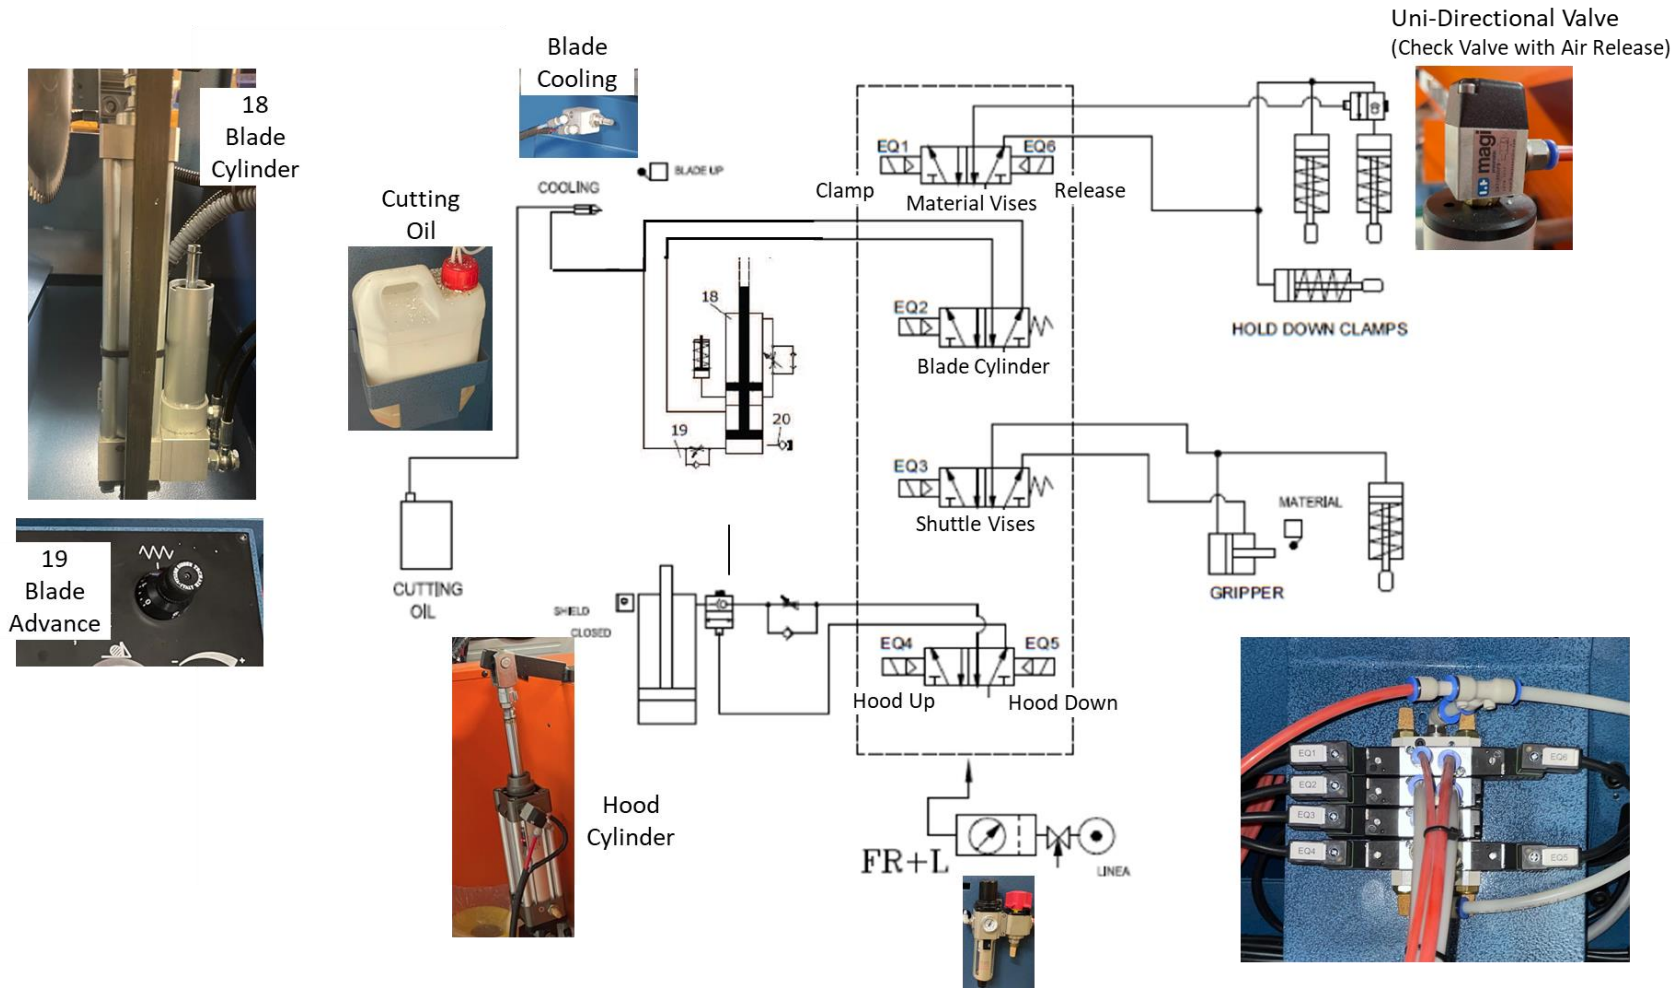 Uni-Directional Valve
(Check Valve with Air Release)
Blade
Cooling
18
Blade
Cylinder
magi
EQ1
EQ6
BLADE UP
COOLING
Clamp
Material Vises
Release
Cutting
Oil
18
EQ2
HOLD DOWN CLAMPS
Blade Cylinder
19
20
EQ3
MATERIAL
Shuttle Vises
19
Blade
Advance
CUTTING
OIL
GRIPPER
SHIELD
CLOSED
EQ4
EQ5
Hood Up
Hood Down
Hood
Cylinder
FR+L
LINEA
EQ1
EQ6
EQ2
EQ3
EQ4
EQ5